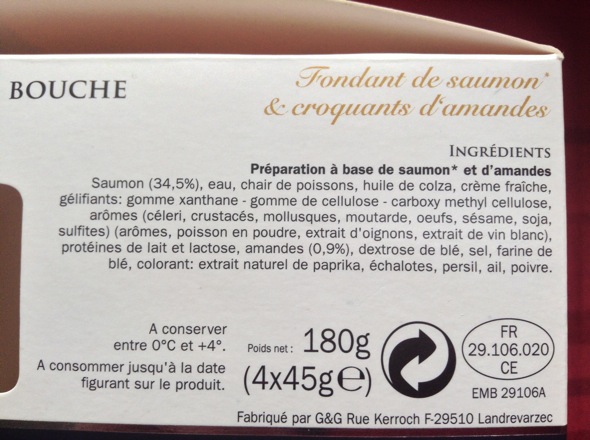 BOUCHE
Fondant de saumon*
& croquants d'amandes
INGRÉDIENTS
Préparation à base de saumon* et d'amandes
Saumon (34,5%), eau, chair de poissons, huile de colza, crème fraîche,
gélifiants: gomme xanthane - gomme de cellulose - carboxy methyl cellulose,
arômes (céleri, crustacés, mollusques, moutarde, oeufs, sésame, soja,
sulfites) (arômes, poisson en poudre, extrait d'oignons, extrait de vin blanc),
protéines de lait et lactose, amandes (0,9%), dextrose de blé, sel, farine de
blé, colorant: extrait naturel de paprika, échalotes, persil, ail, poivre.
A conserver
entre 0°C et +4°.
A consommer jusqu'à la date
figurant sur le produit.
Poids net : 180g
(4x45g℮)
FR
29.106.020
CE
EMB 29106A
Fabriqué par G&G Rue Kerroch F-29510 Landrevarzec